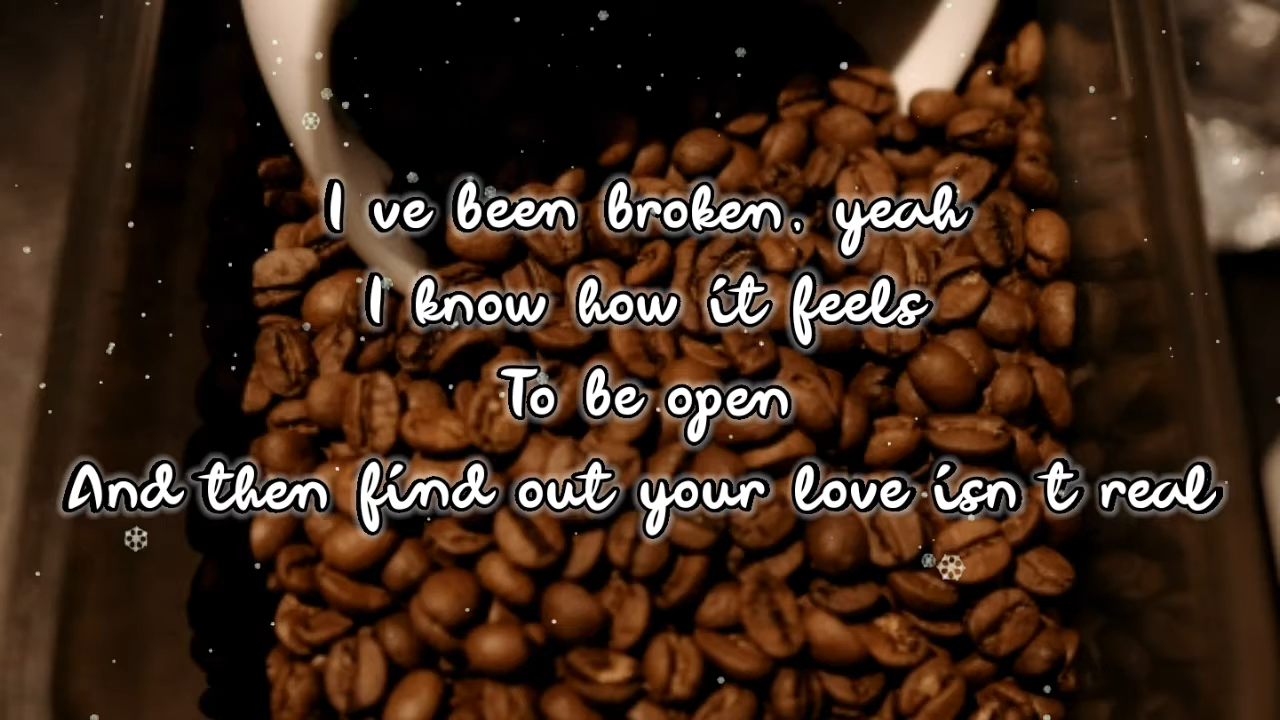 I ve been broken, yeah
I know how it feels
To be open
And then find out your love isn t real